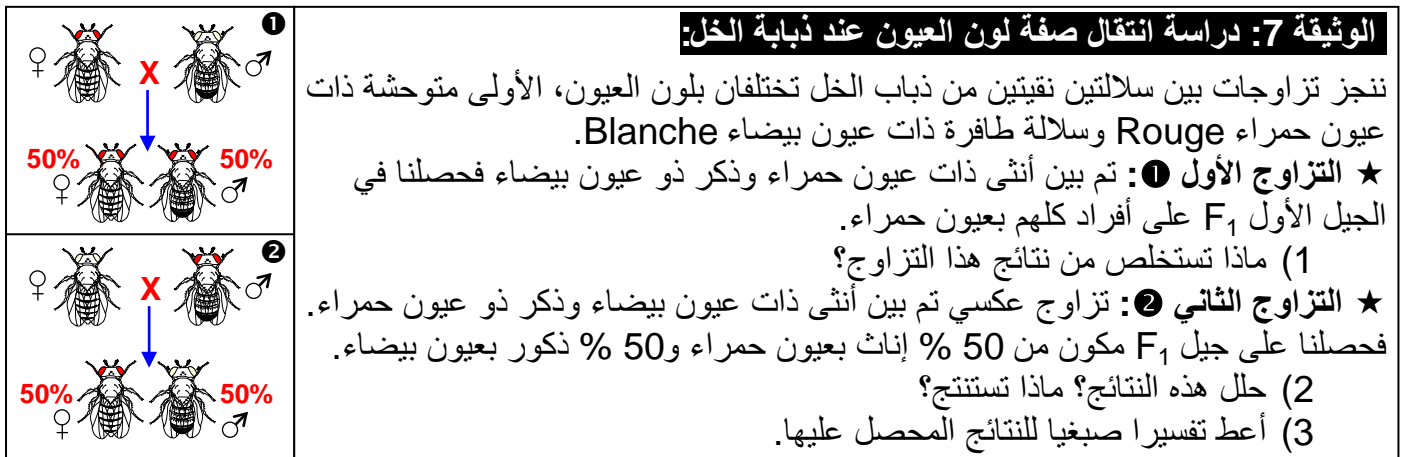 الوثيقة 7: دراسة انتقال صفة لون العيون عند ذبابة الخل:
ننجز تزاوجات بين سلالتين نقيتين من ذباب الخل تختلفان بلون العيون، الأولى متوحشة ذات
عيون حمراء Rouge وسلالة طافرة ذات عيون بيضاء Blanche.
★ التزاوج الأول ❶: تم بين أنثى ذات عيون حمراء وذكر ذو عيون بيضاء فحصلنا في
الجيل الأول F1 على أفراد كلهم بعيون حمراء.
1) ماذا تستخلص من نتائج هذا التزاوج؟
★ التزاوج الثاني ❷: تزاوج عكسي تم بين أنثى ذات عيون بيضاء وذكر ذو عيون حمراء.
فحصلنا على جيل F1 مكون من 50 % إناث بعيون حمراء و50 % ذكور بعيون بيضاء.
2) حلل هذه النتائج؟ ماذا تستنتج؟
3) أعط تفسيرا صبغيا للنتائج المحصل عليها.
❶
♀ X ♂
50% 50%
♀ ♂
❷
♀ X ♂
50% 50%
♀ ♂